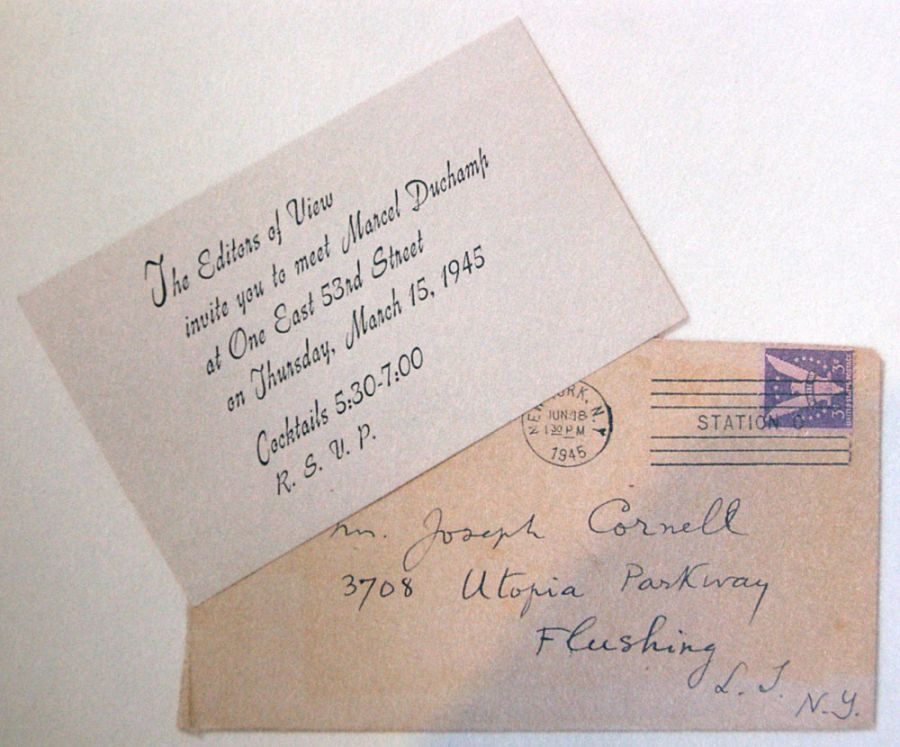 The Editors of View
invite you to meet Marcel Duchamp
at One East 53rd Street
on Thursday, March 15, 1945
Cocktails 5:30-7:00
R. S. V. P.
NEW YORK, N.Y.
JUN 18
1 30 PM
1945
STATION O
3¢
3¢
Mr. Joseph Cornell
3708 Utopia Parkway
Flushing
L. I.
N-Y.